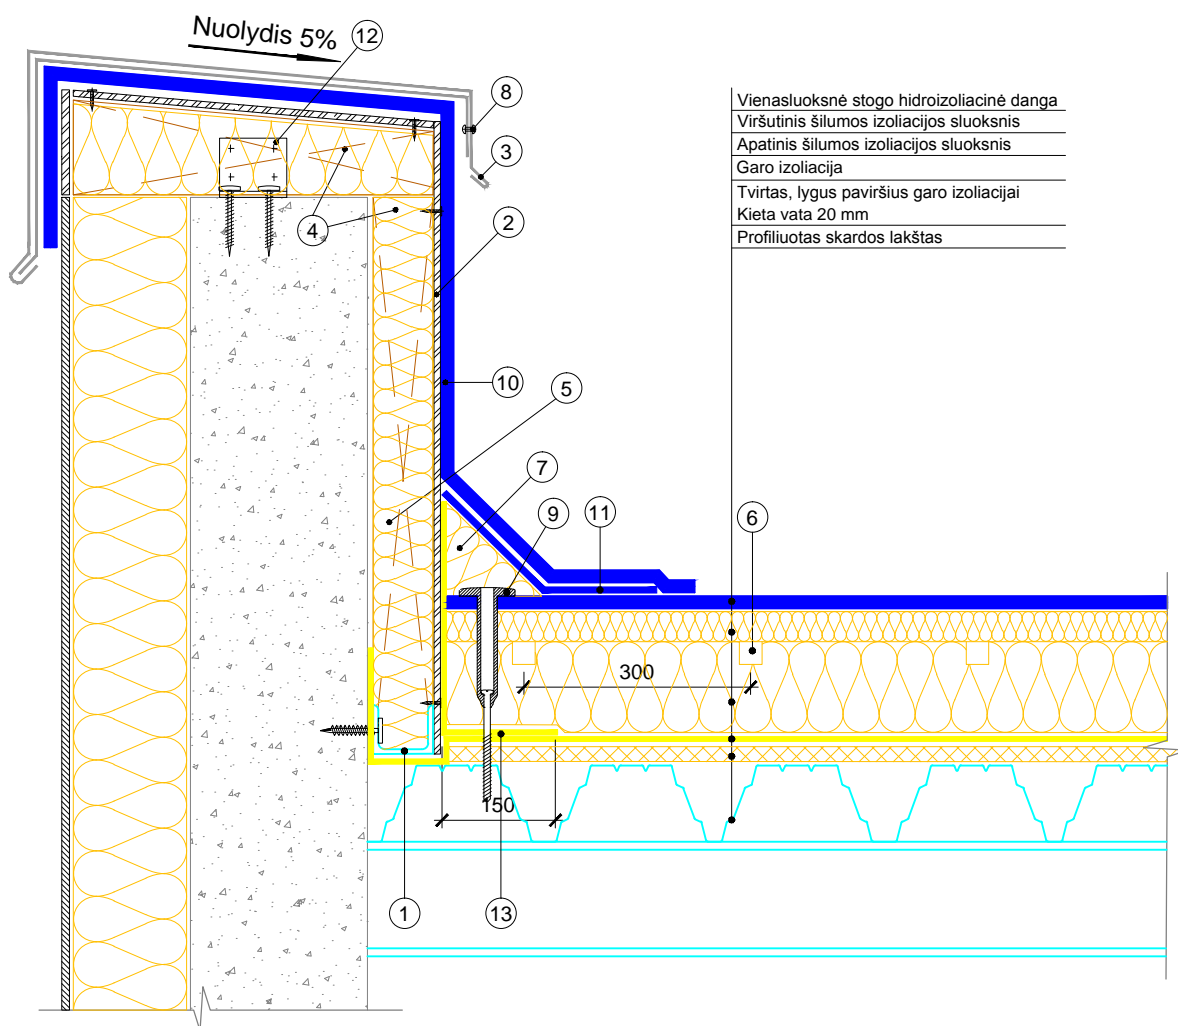 Nuolydis 5%
12
8
3
Vienasluoksnė stogo hidroizoliacinė danga
Viršutinis šilumos izoliacijos sluoksnis
Apatinis šilumos izoliacijos sluoksnis
Garo izoliacija
Tvirtas, lygus paviršius garo izoliacijai
Kieta vata 20 mm
Profiliuotas skardos lakštas
4
2
10
5
7
9
11
6
300
150
1
13